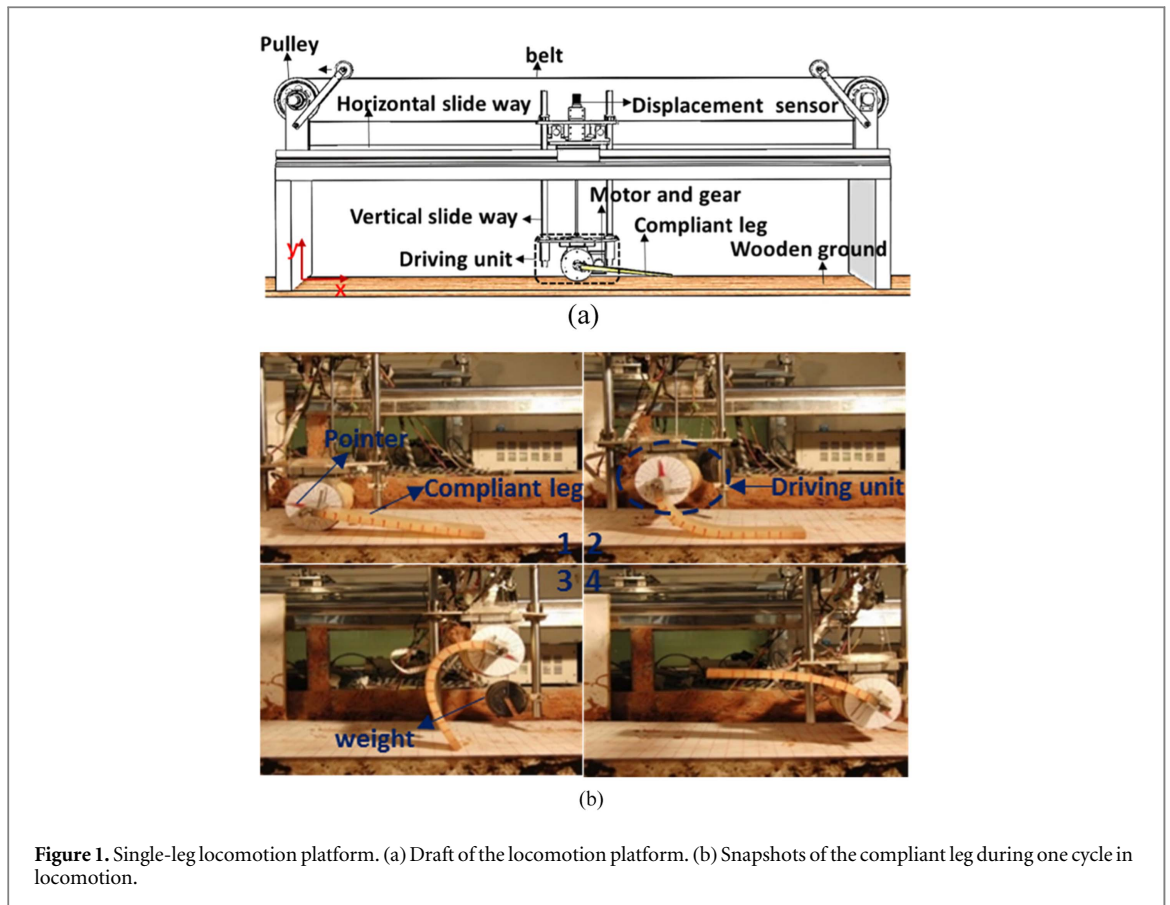 Pulley
belt
Horizontal slide way
Displacement sensor
Motor and gear
Vertical slide way
Compliant leg
Driving unit
Wooden ground
y
x
(a)
Pointer
Compliant leg
Driving unit
1 2
3 4
weight
(b)
Figure 1. Single-leg locomotion platform. (a) Draft of the locomotion platform. (b) Snapshots of the compliant leg during one cycle in
locomotion.